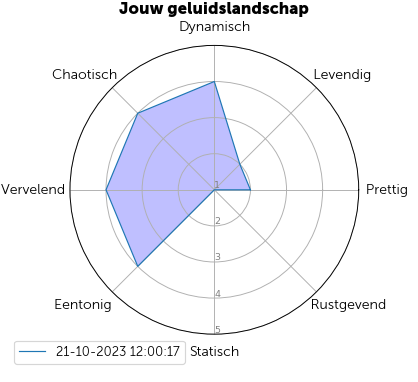 Jouw geluidslandschap
Dynamisch
Chaotisch
Levendig
Vervelend
1
Prettig
2
3
4
Eentonig
Rustgevend
5
21-10-2023 12:00:17
Statisch